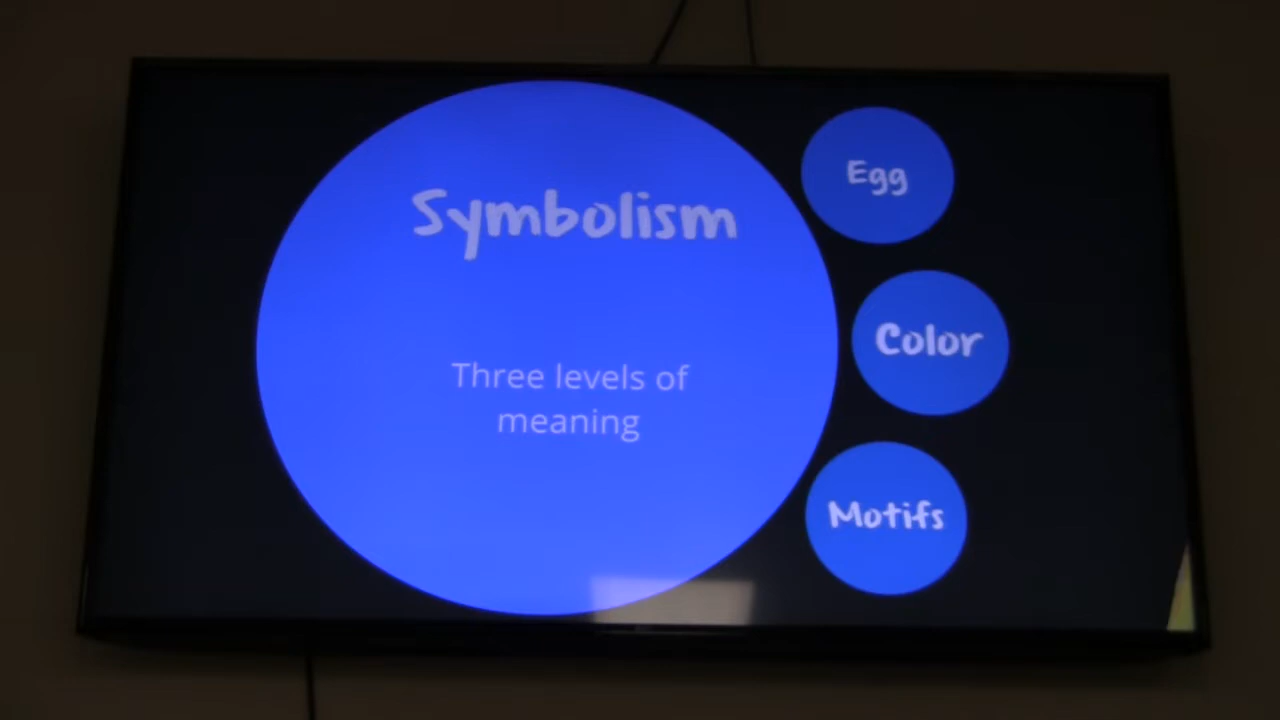 Symbolism
Three levels of
meaning
Egg
Color
Motifs